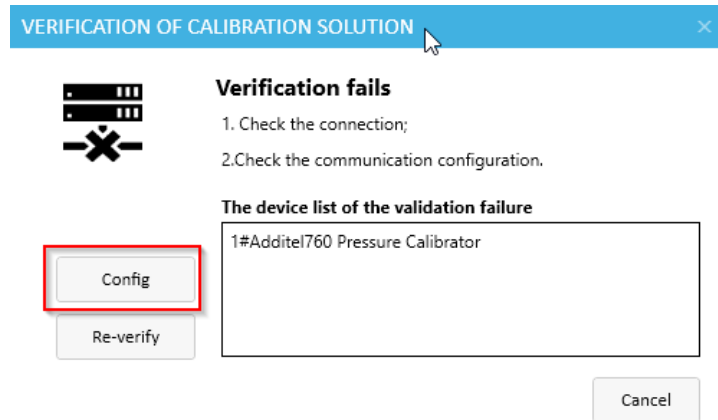 VERIFICATION OF CALIBRATION SOLUTION
Verification fails
1. Check the connection;
2.Check the communication configuration.
The device list of the validation failure
1#Additel760 Pressure Calibrator
Config
Re-verify
Cancel